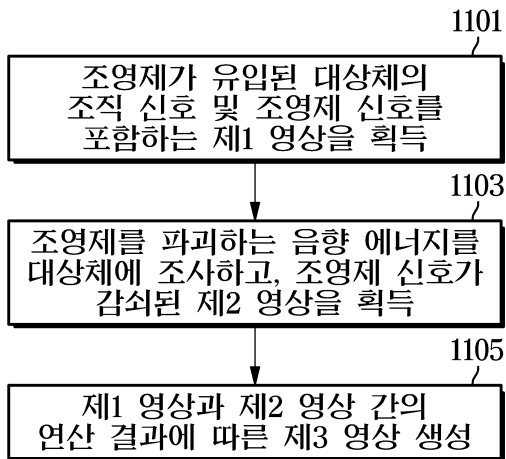 1101
조영제가 유입된 대상체의
조직 신호 및 조영제 신호를
포함하는 제1 영상을 획득
1103
조영제를 파괴하는 음향 에너지를
대상체에 조사하고, 조영제 신호가
감쇠된 제2 영상을 획득
1105
제1 영상과 제2 영상 간의
연산 결과에 따른 제3 영상 생성